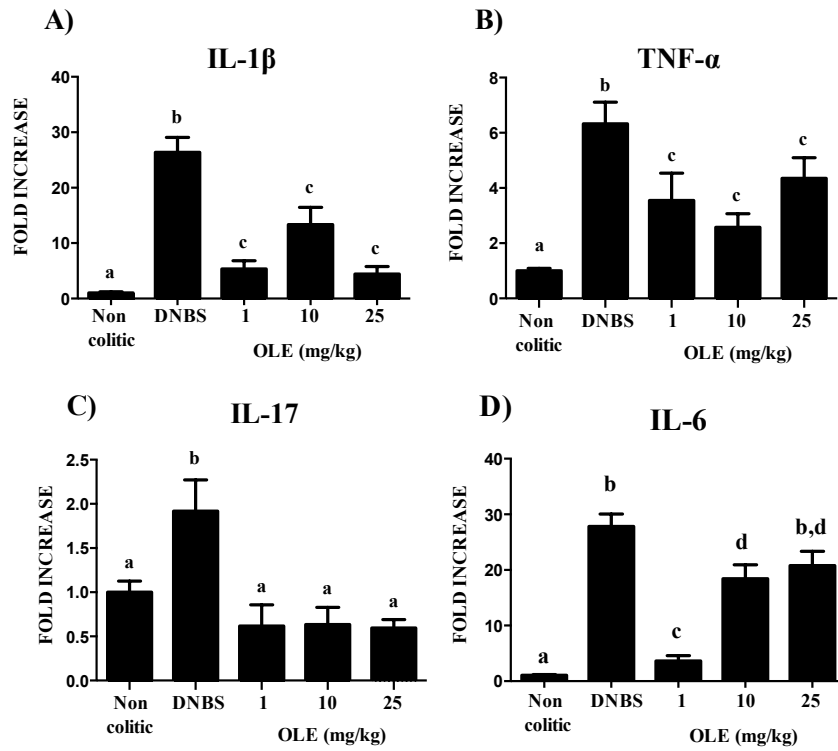 A)
IL-1β
FOLD INCREASE
40
30
20
10
0
a
b
c
c
c
Non colitic
DNBS
1
10
25
OLE (mg/kg)
B)
TNF-α
FOLD INCREASE
8
6
4
2
0
a
b
c
c
c
Non colitic
DNBS
1
10
25
OLE (mg/kg)
C)
IL-17
FOLD INCREASE
2.5
2.0
1.5
1.0
0.5
0.0
a
b
a
a
a
Non colitic
DNBS
1
10
25
OLE (mg/kg)
D)
IL-6
FOLD INCREASE
40
30
20
10
0
a
b
c
d
b,d
Non colitic
DNBS
1
10
25
OLE (mg/kg)